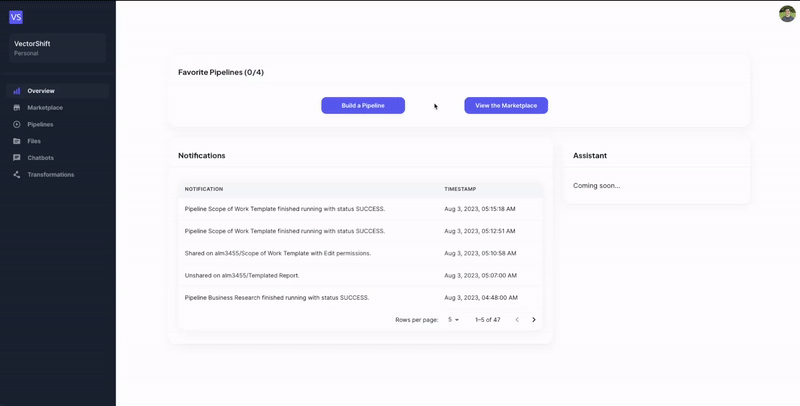 VS
VectorShift
Personal
Overview
Marketplace
Pipelines
Files
Chatbots
Transformations
Favorite Pipelines (0/4)
Build a Pipeline
View the Marketplace
Notifications
NOTIFICATION TIMESTAMP
Pipeline Scope of Work Template finished running with status SUCCESS. Aug 3, 2023, 05:15:18 AM
Pipeline Scope of Work Template finished running with status SUCCESS. Aug 3, 2023, 05:12:51 AM
Shared on alm3455/Scope of Work Template with Edit permissions. Aug 3, 2023, 05:10:58 AM
Unshared on alm3455/Templated Report. Aug 3, 2023, 05:07:00 AM
Pipeline Business Research finished running with status SUCCESS. Aug 3, 2023, 04:48:00 AM
Rows per page: 5 1–5 of 47
Assistant
Coming soon...